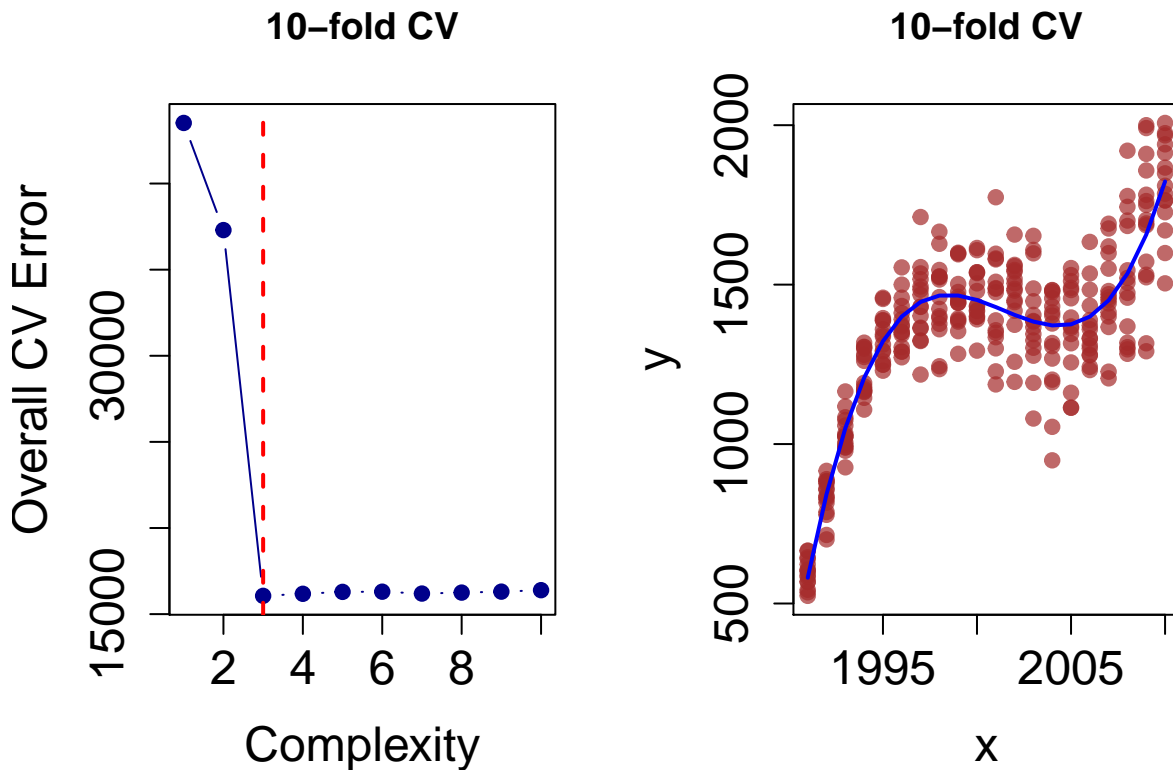 10−fold CV
Overall CV Error
30000
15000
2 4 6 8
Complexity
10−fold CV
y
2000
1500
1000
500
1995 2005
x